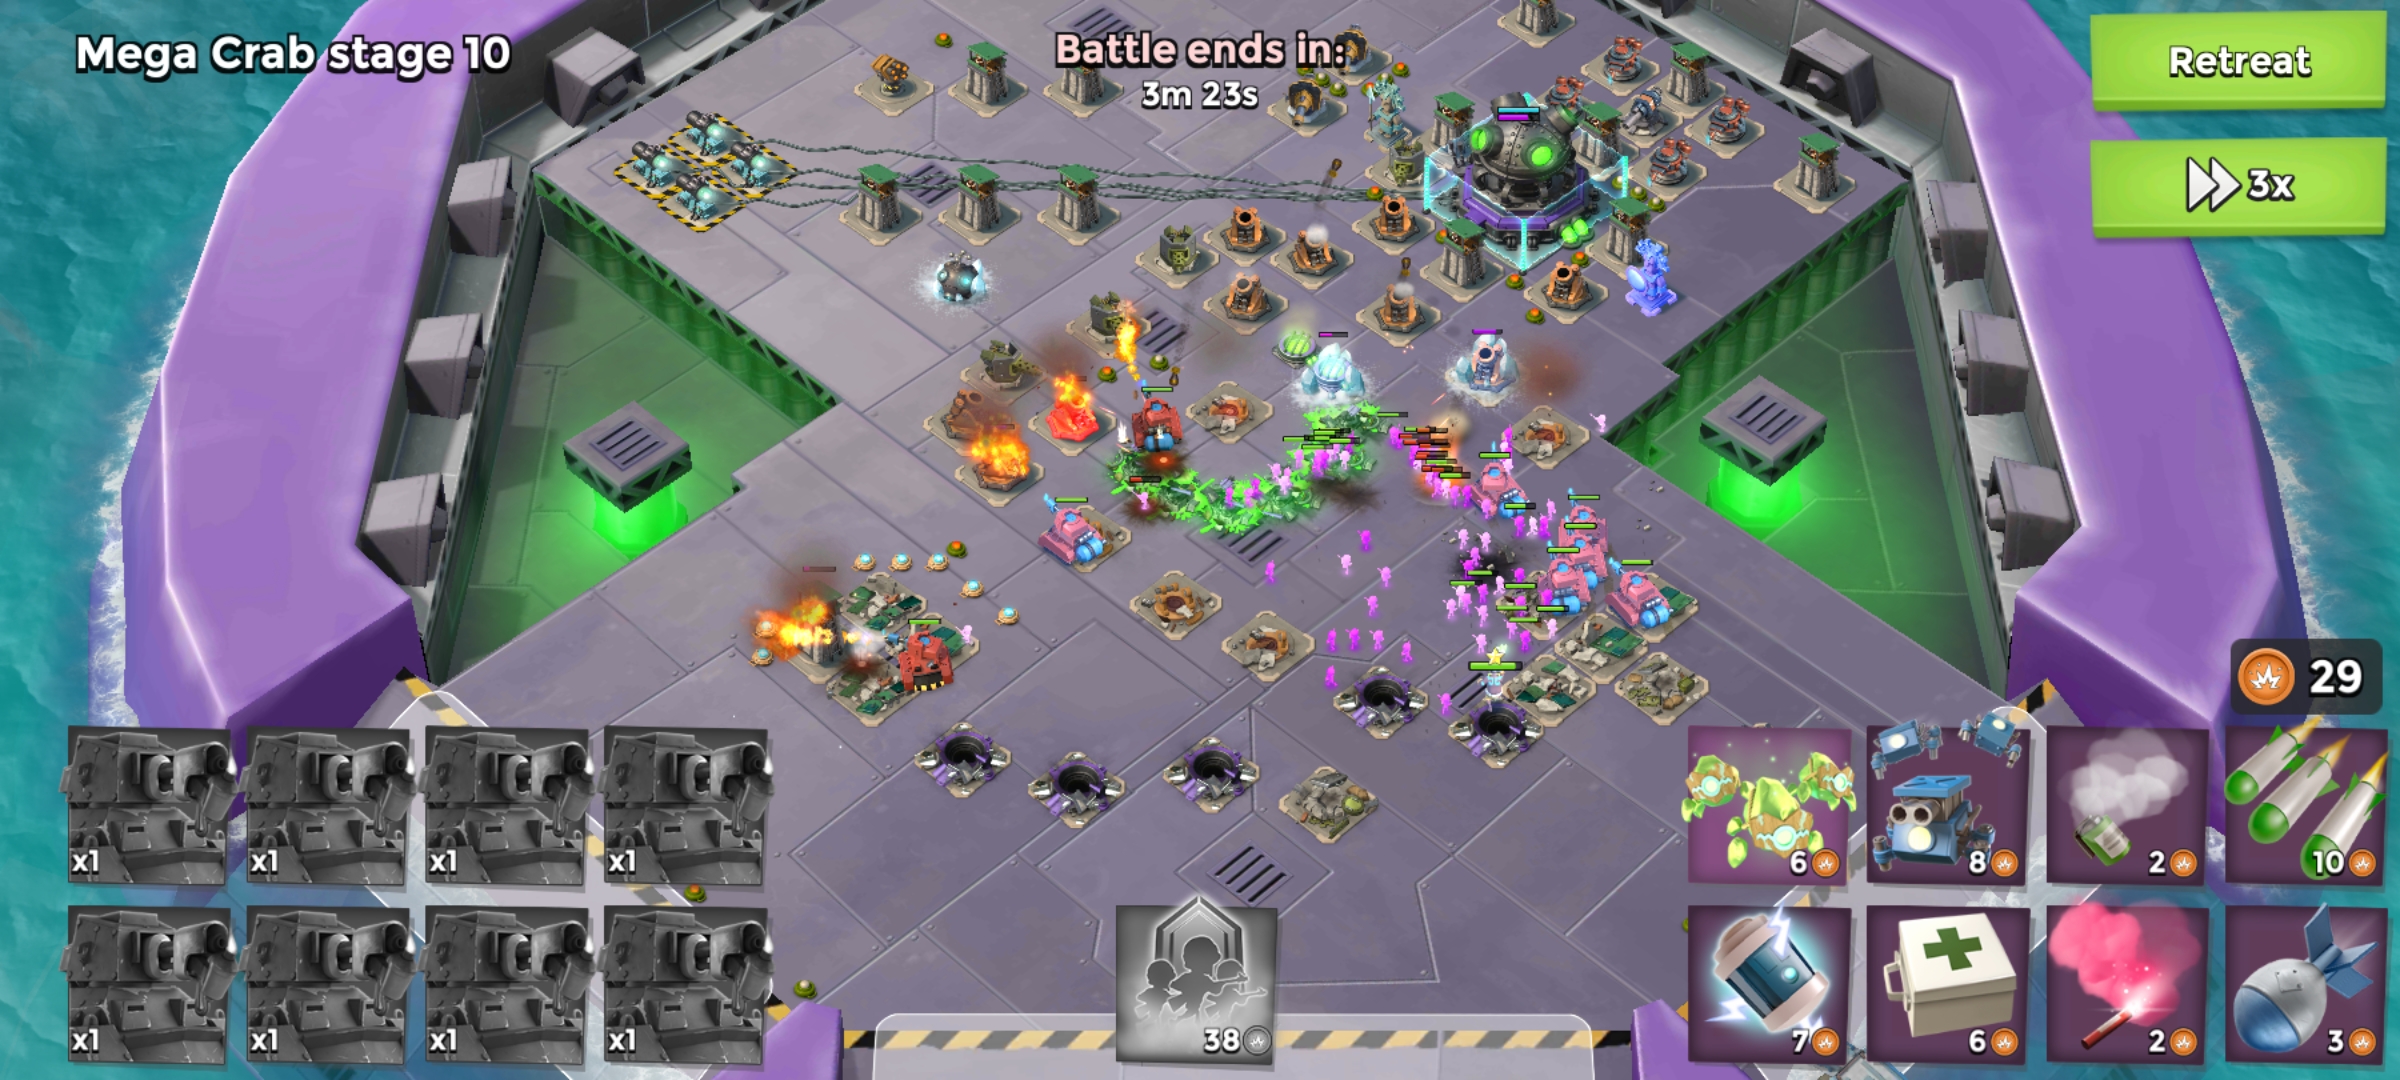 Mega Crab stage 10
Battle ends in:
3m 23s
Retreat
3x
29
x1
x1
x1
x1
6
8
2
10
x1
x1
x1
x1
38
7
6
2
3